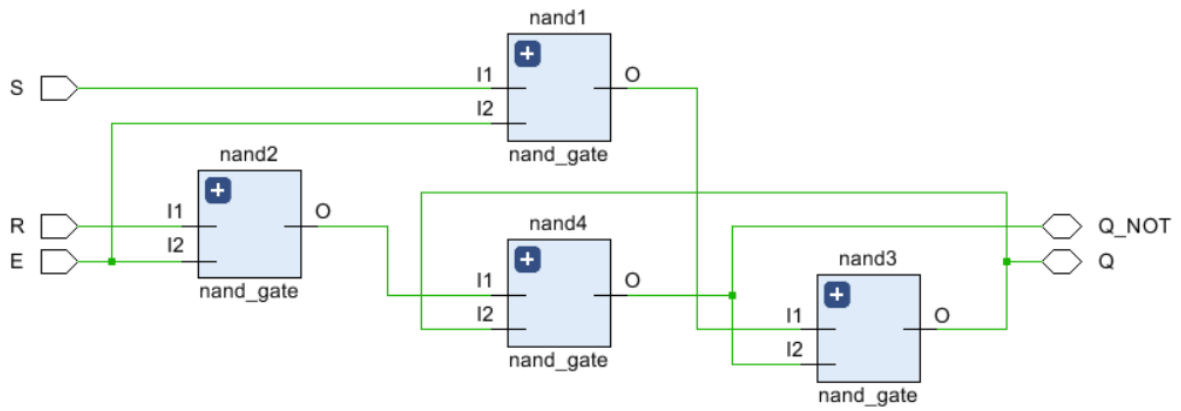 nand1
S
I1
O
I2
nand_gate
nand2
R
I1
O
E
I2
nand_gate
nand4
I1
O
I2
nand_gate
Q_NOT
Q
nand3
I1
O
I2
nand_gate